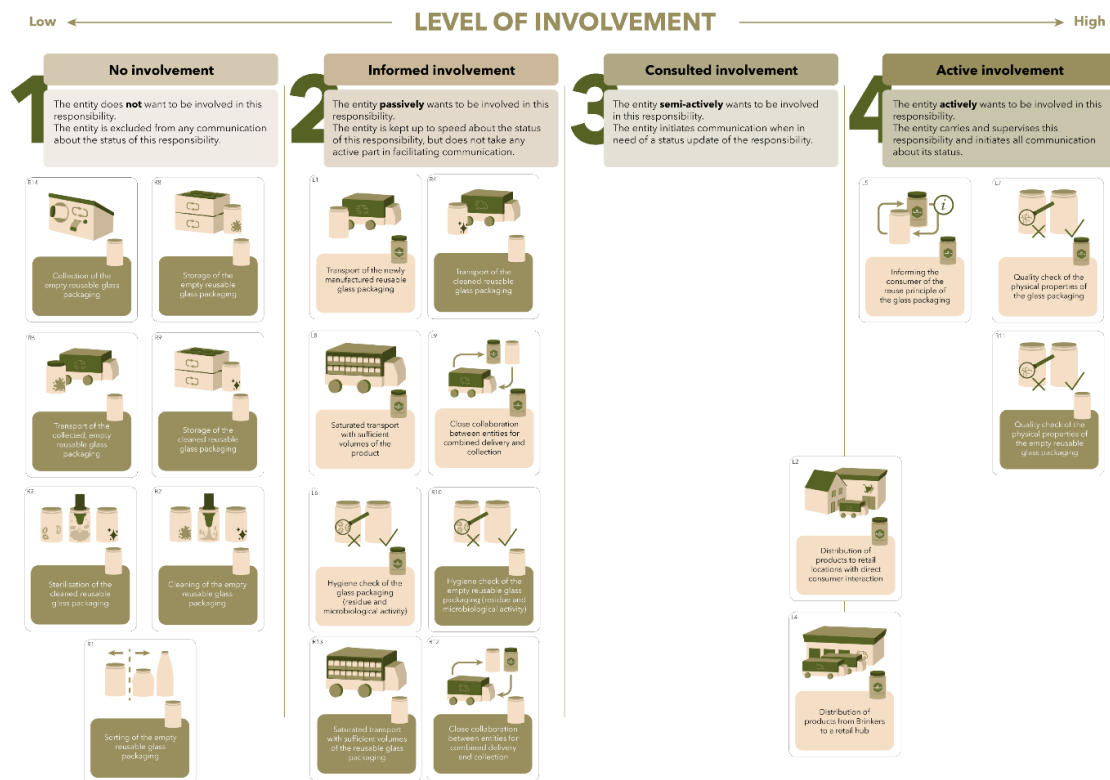 Low
LEVEL OF INVOLVEMENT
High
1
No involvement
The entity does not want to be involved in this
responsibility.
The entity is excluded from any communication
about the status of this responsibility.
2
Informed involvement
The entity passively wants to be involved in this
responsibility.
The entity is kept up to speed about the status
of this responsibility, but does not take any
active part in facilitating communication.
3
Consulted involvement
The entity semi-actively wants to be involved
in this responsibility.
The entity initiates communication when in
need of a status update of the responsibility.
4
Active involvement
The entity actively wants to be involved in this
responsibility.
The entity carries and supervises this
responsibility and initiates all communication
about its status.
R14
Collection of the
empty reusable glass
packaging
R8
Storage of the
empty reusable
glass packaging
Transport of the
collected, empty
reusable glass
packaging
R9
Storage of the
cleaned reusable
glass packaging
Sterilisation of the
cleaned reusable
glass packaging
R2
Cleaning of the empty
reusable glass
packaging
R1
Sorting of the empty
reusable glass
packaging
L1
Transport of the newly
manufactured reusable
glass packaging
R4
Transport of the
cleaned reusable
glass packaging
L8
Saturated transport
with sufficient
volumes of the
product
L9
Close collaboration
between entities for
combined delivery and
collection
L6
Hygiene check of the
glass packaging
(residue and
microbiological activity)
R10
Hygiene check of the
empty reusable glass
packaging (residue and
microbiological activity)
R13
Saturated transport
with sufficient volumes
of the reusable glass
packaging
R12
Close collaboration
between entities for
combined delivery
and collection
L2
Distribution of
products to retail
locations with direct
consumer interaction
L4
Distribution of
products from Brinkers
to a retail hub
L5
i
Informing the
consumer of the
reuse principle of
the glass packaging
L7
Quality check of the
physical properties of
the glass packaging
R11
Quality check of the
physical properties of
the empty reusable
glass packaging